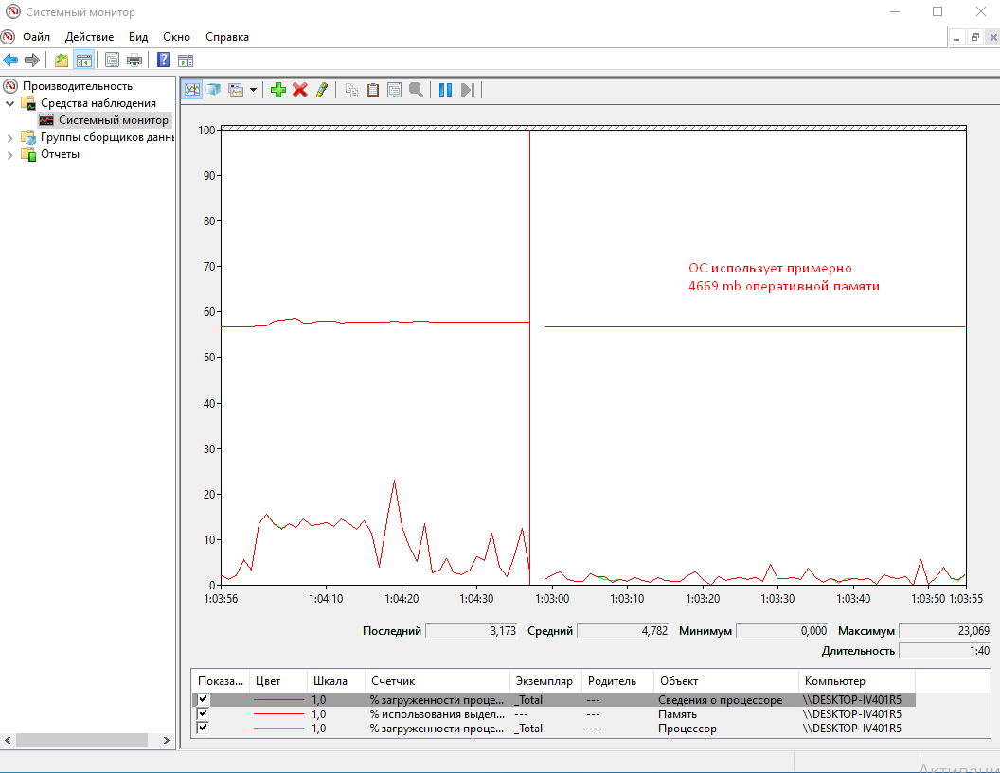 Системный монитор
Файл Действие Вид Окно Справка
Производительность
Средства наблюдения
Системный монитор
Группы сборщиков данн
Отчеты
100
90
80
70
60
50
40
30
20
10
0
ОС использует примерно
4669 mb оперативной памяти
1:03:56 1:04:10 1:04:20 1:04:30 1:03:00 1:03:10 1:03:20 1:03:30 1:03:40 1:03:50 1:03:55
Последний 3,173 Средний 4,782 Минимум 0,000 Максимум 23,069
Длительность 1:40
Показа... Цвет Шкала Счетчик Экземпляр Родитель Объект Компьютер
1,0 % загруженности проце... _Total --- Сведения о процессоре \\DESKTOP-IV401R5
1,0 % использования выдел... --- --- Память \\DESKTOP-IV401R5
1,0 % загруженности проце... _Total --- Процессор \\DESKTOP-IV401R5